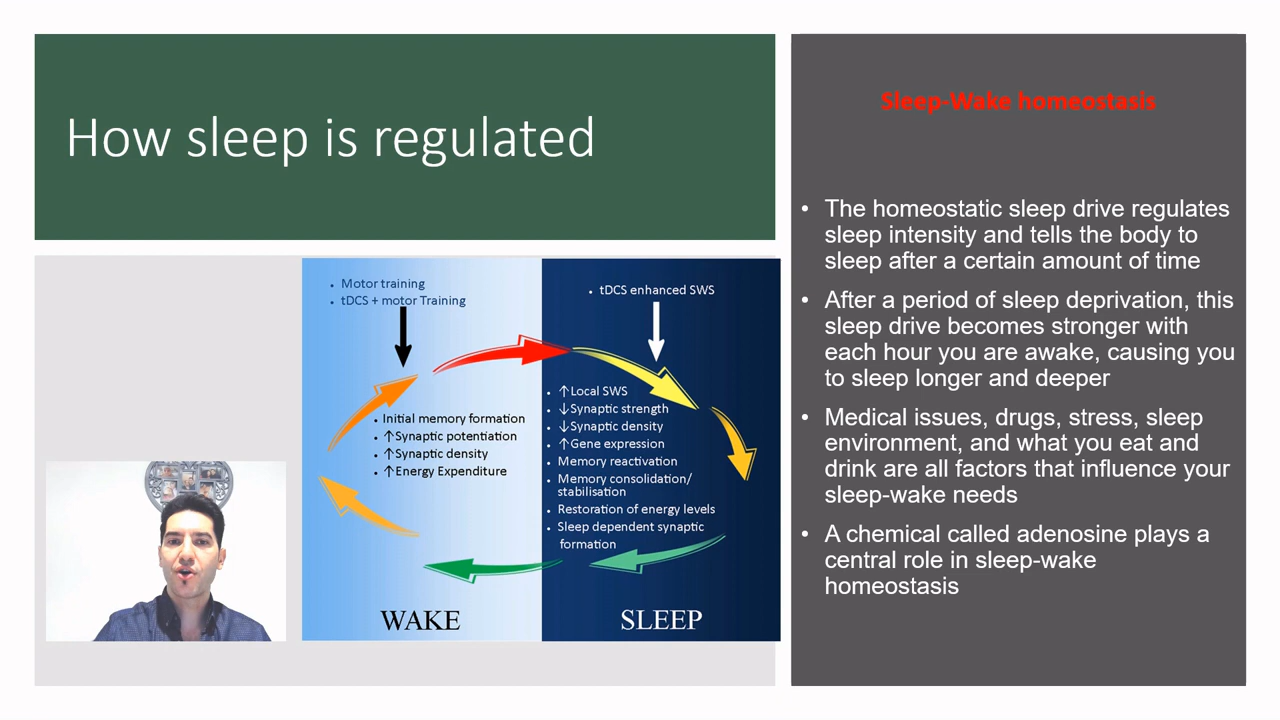 How sleep is regulated
• Motor training
• tDCS + motor Training
• Initial memory formation
• ↑Synaptic potentiation
• ↑Synaptic density
• ↑Energy Expenditure
WAKE
• tDCS enhanced SWS
• ↑Local SWS
• ↓Synaptic strength
• ↓Synaptic density
• ↑Gene expression
• Memory reactivation
• Memory consolidation/
stabilisation
• Restoration of energy levels
• Sleep dependent synaptic
formation
SLEEP
Sleep-Wake homeostasis
• The homeostatic sleep drive regulates
sleep intensity and tells the body to
sleep after a certain amount of time
• After a period of sleep deprivation, this
sleep drive becomes stronger with
each hour you are awake, causing you
to sleep longer and deeper
• Medical issues, drugs, stress, sleep
environment, and what you eat and
drink are all factors that influence your
sleep-wake needs
• A chemical called adenosine plays a
central role in sleep-wake
homeostasis